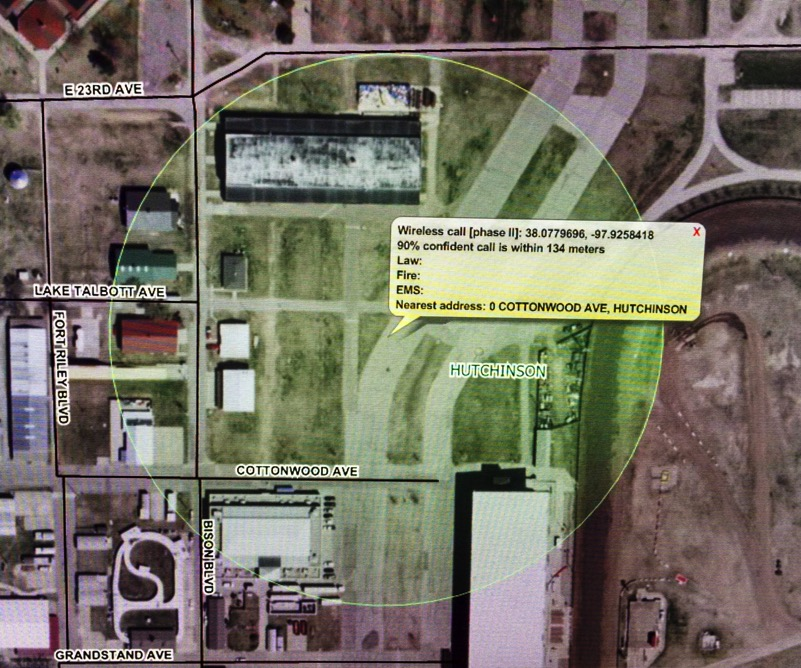 E 23RD AVE
Wireless call [phase II]: 38.0779696, -97.9258418
X
90% confident call is within 134 meters
Law:
Fire:
EMS:
Nearest address: 0 COTTONWOOD AVE, HUTCHINSON
LAKE TALBOTT AVE
FORT RILEY BLVD
HUTCHINSON
COTTONWOOD AVE
BISON BLVD
GRANDSTAND AVE